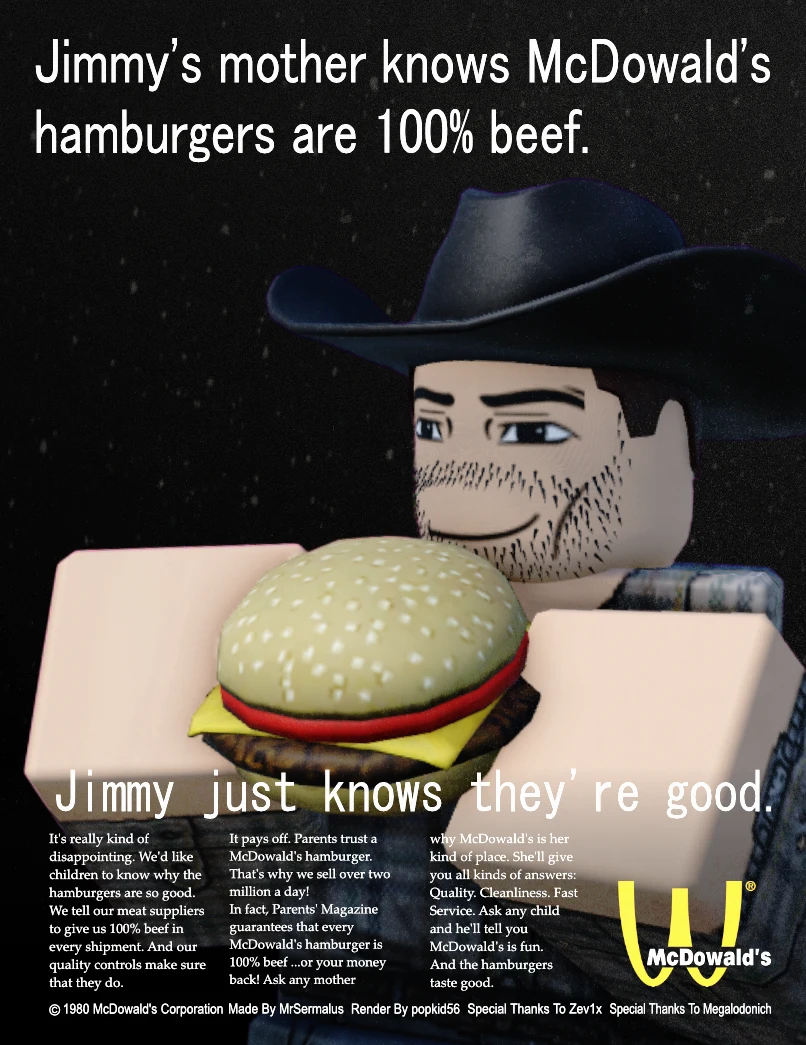 Jimmy's mother knows McDowald's
hamburgers are 100% beef.
Jimmy just knows they're good.
It's really kind of
disappointing. We'd like
children to know why the
hamburgers are so good.
We tell our meat suppliers
to give us 100% beef in
every shipment. And our
quality controls make sure
that they do.
It pays off. Parents trust a
McDowald's hamburger.
That's why we sell over two
million a day!
In fact, Parents' Magazine
guarantees that every
McDowald's hamburger is
100% beef ...or your money
back! Ask any mother
why McDowald's is her
kind of place. She'll give
you all kinds of answers:
Quality. Cleanliness. Fast
Service. Ask any child
and he'll tell you
McDowald's is fun.
And the hamburgers
taste good.
®
McDowald's
© 1980 McDowald's Corporation Made By MrSermalus Render By popkid56 Special Thanks To Zev1x Special Thanks To Megalodonich